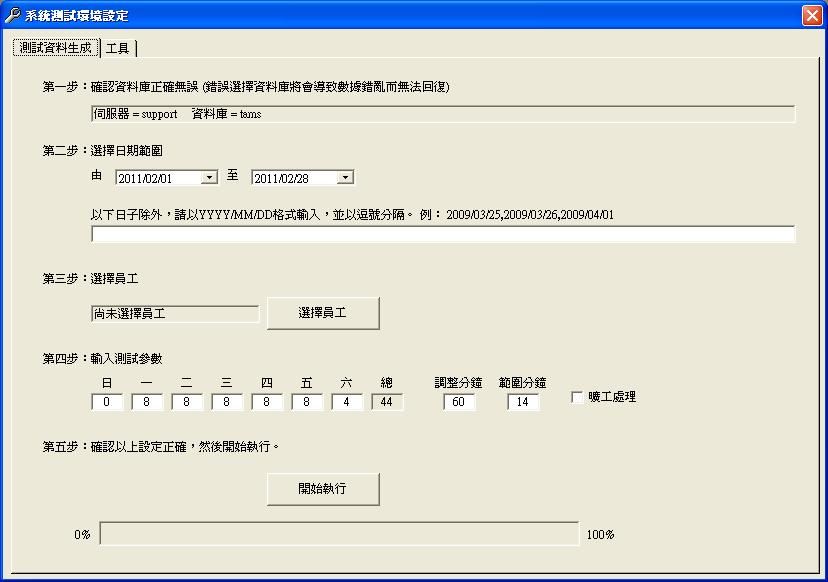 系統測試環境設定
測試資料生成 工具
第一步：確認資料庫正確無誤 (錯誤選擇資料庫將會導致數據錯亂而無法回復)
伺服器 = support 資料庫 = tams
第二步：選擇日期範圍
由 2011/02/01 至 2011/02/28
以下日子除外，請以YYYY/MM/DD格式輸入，並以逗號分隔。 例： 2009/03/25,2009/03/26,2009/04/01
第三步：選擇員工
尚未選擇員工 選擇員工
第四步：輸入測試參數
日 一 二 三 四 五 六 總 調整分鐘 範圍分鐘
0 8 8 8 8 8 4 44 60 14 曠工處理
第五步：確認以上設定正確，然後開始執行。
開始執行
0% 100%